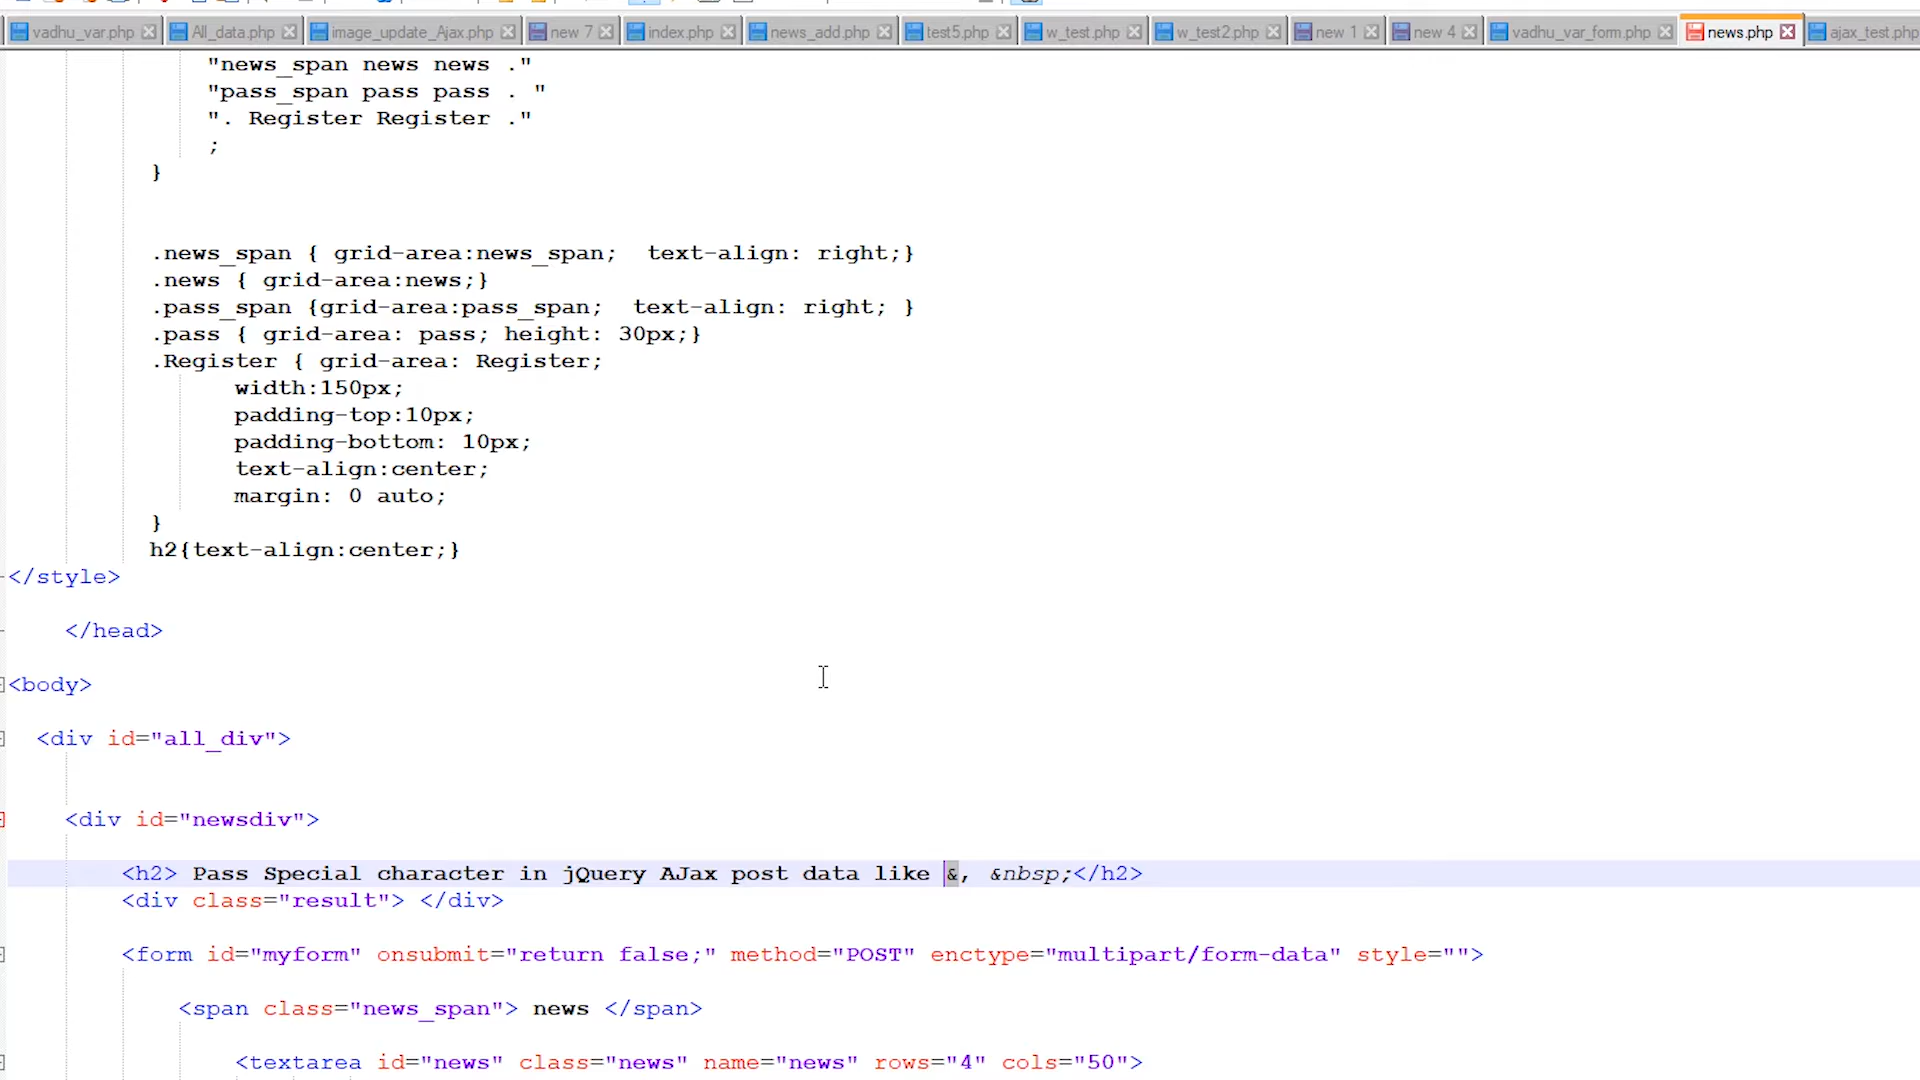 vadhu_var.php All_data.php image_update_Ajax.php new 7 index.php news_add.php test5.php w_test.php w_test2.php new 1 new 4 vadhu_var_form.php news.php ajax_test.php
"news_span news news ."
"pass_span pass pass . "
". Register Register ."
;
}
.news_span { grid-area:news_span;  text-align: right;}
.news { grid-area:news;}
.pass_span {grid-area:pass_span;  text-align: right; }
.pass { grid-area: pass; height: 30px;}
.Register { grid-area: Register;
width:150px;
padding-top:10px;
padding-bottom: 10px;
text-align:center;
margin: 0 auto;
}
h2{text-align:center;}
</style>
</head>
<body>
<div id="all_div">
<div id="newsdiv">
<h2> Pass Special character in jQuery AJax post data like &, &nbsp;</h2>
<div class="result"> </div>
<form id="myform" onsubmit="return false;" method="POST" enctype="multipart/form-data" style="">
<span class="news_span"> news </span>
<textarea id="news" class="news" name="news" rows="4" cols="50">